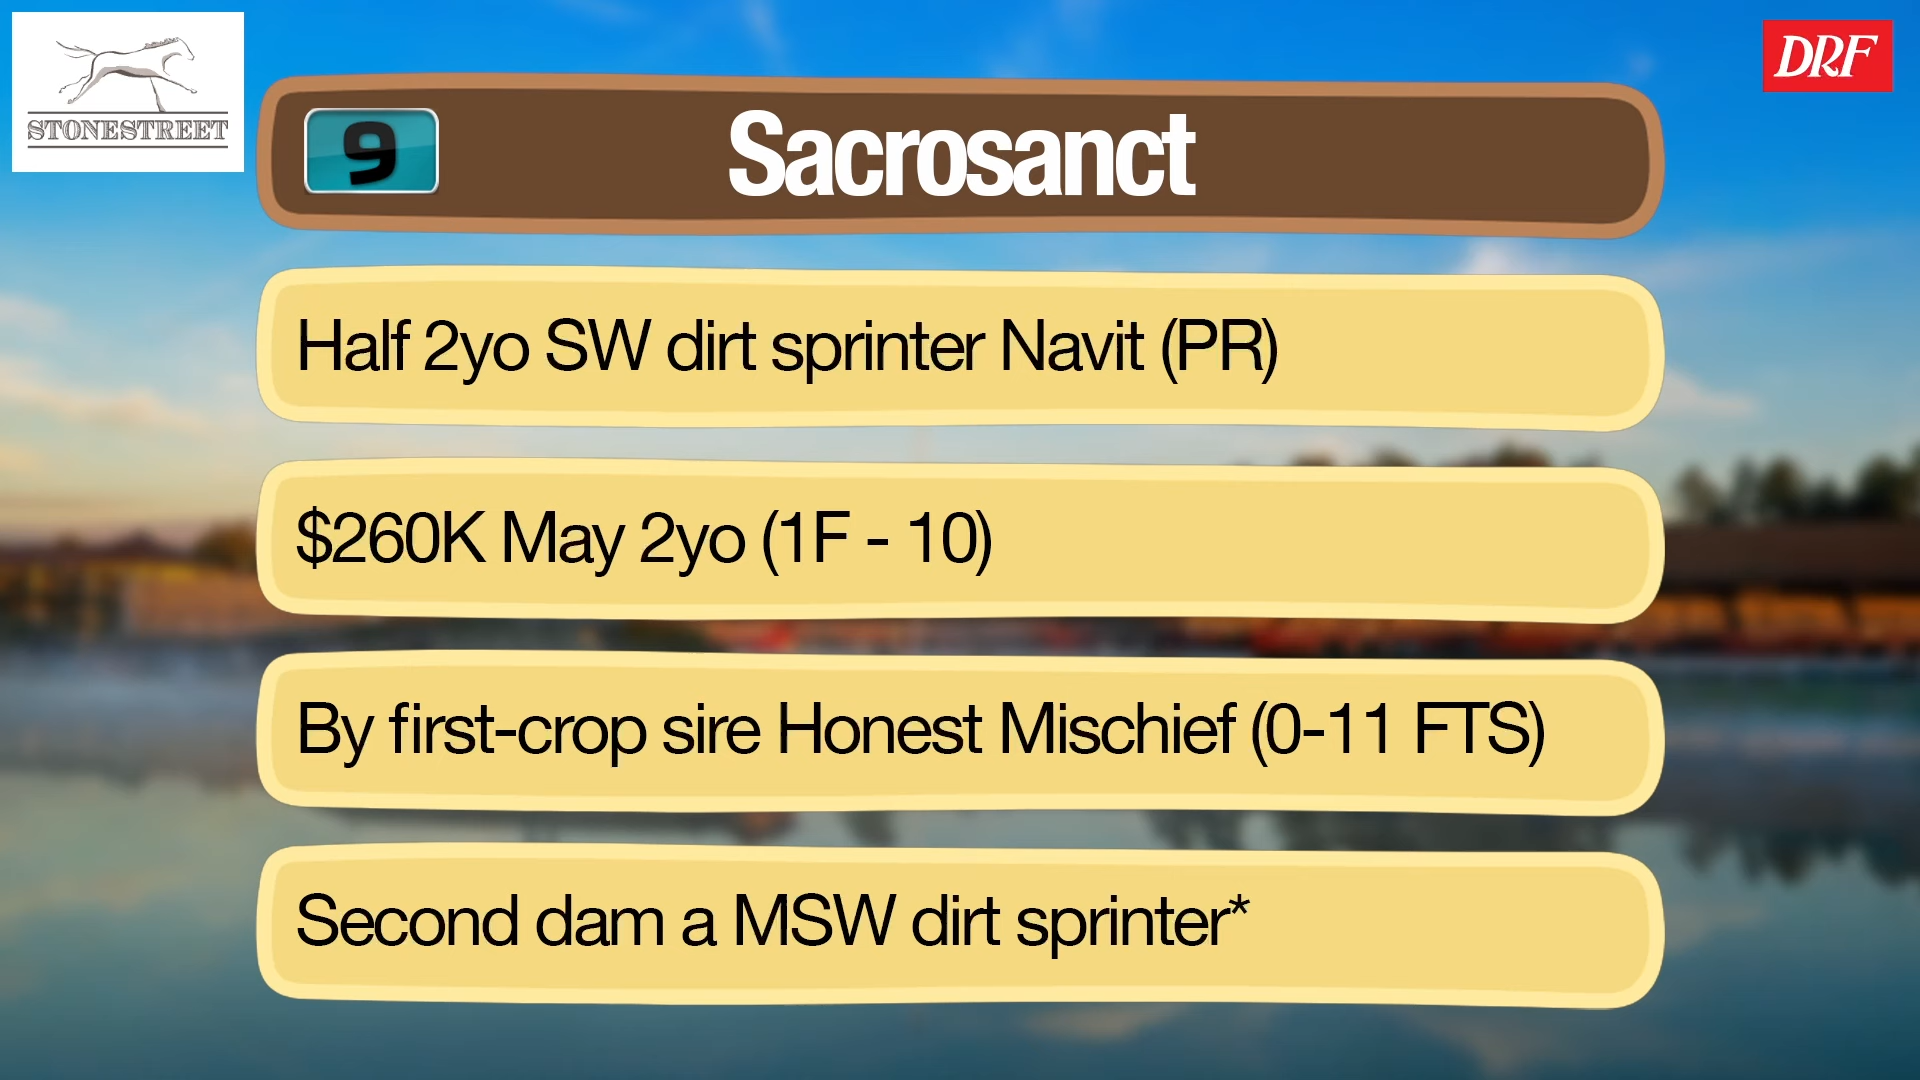 STONESTREET
DRF
9
Sacrosanct
Half 2yo SW dirt sprinter Navit (PR)
$260K May 2yo (1F - 10)
By first-crop sire Honest Mischief (0-11 FTS)
Second dam a MSW dirt sprinter*